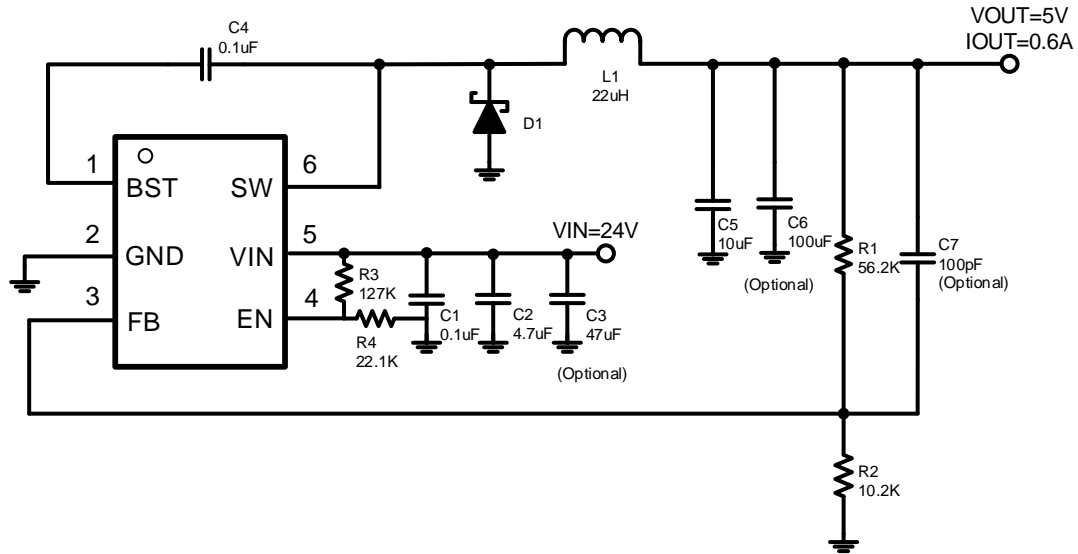 VOUT=5V
IOUT=0.6A
C4
0.1uF
L1
22uH
D1
1
BST
SW
6
2
GND
VIN
5
VIN=24V
3
FB
EN
4
R3
127K
R4
22.1K
C1
0.1uF
C2
4.7uF
C3
47uF
(Optional)
C5
10uF
C6
100uF
(Optional)
R1
56.2K
C7
100pF
(Optional)
R2
10.2K